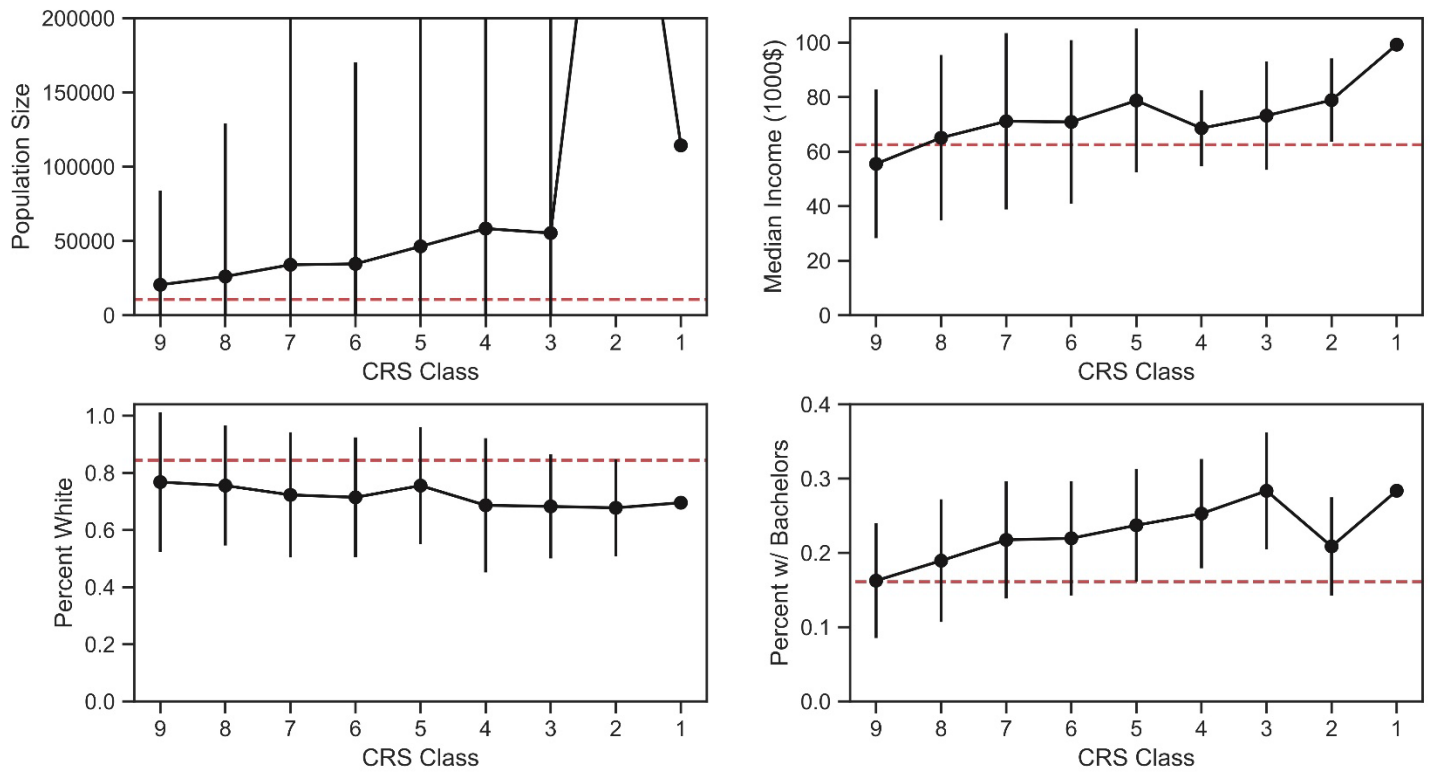 200000
150000
100000
50000
0
Population Size
9 8 7 6 5 4 3 2 1
CRS Class
100
80
60
40
20
0
Median Income (1000$)
9 8 7 6 5 4 3 2 1
CRS Class
1.0
0.8
0.6
0.4
0.2
0.0
Percent White
9 8 7 6 5 4 3 2 1
CRS Class
0.4
0.3
0.2
0.1
0.0
Percent w/ Bachelors
9 8 7 6 5 4 3 2 1
CRS Class